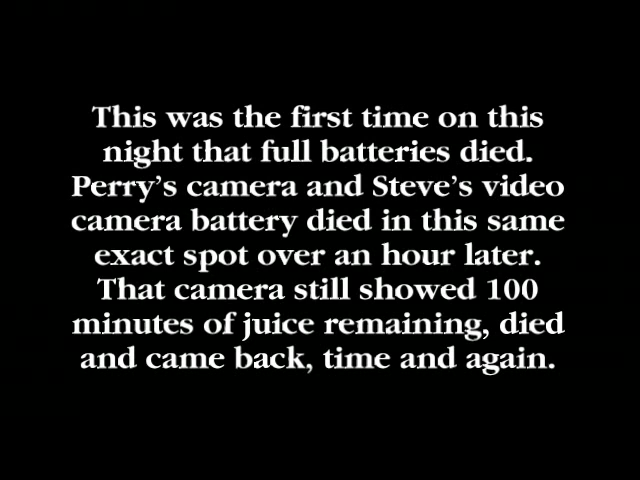 This was the first time on this
night that full batteries died.
Perry's camera and Steve's video
camera battery died in this same
exact spot over an hour later.
That camera still showed 100
minutes of juice remaining, died
and came back, time and again.